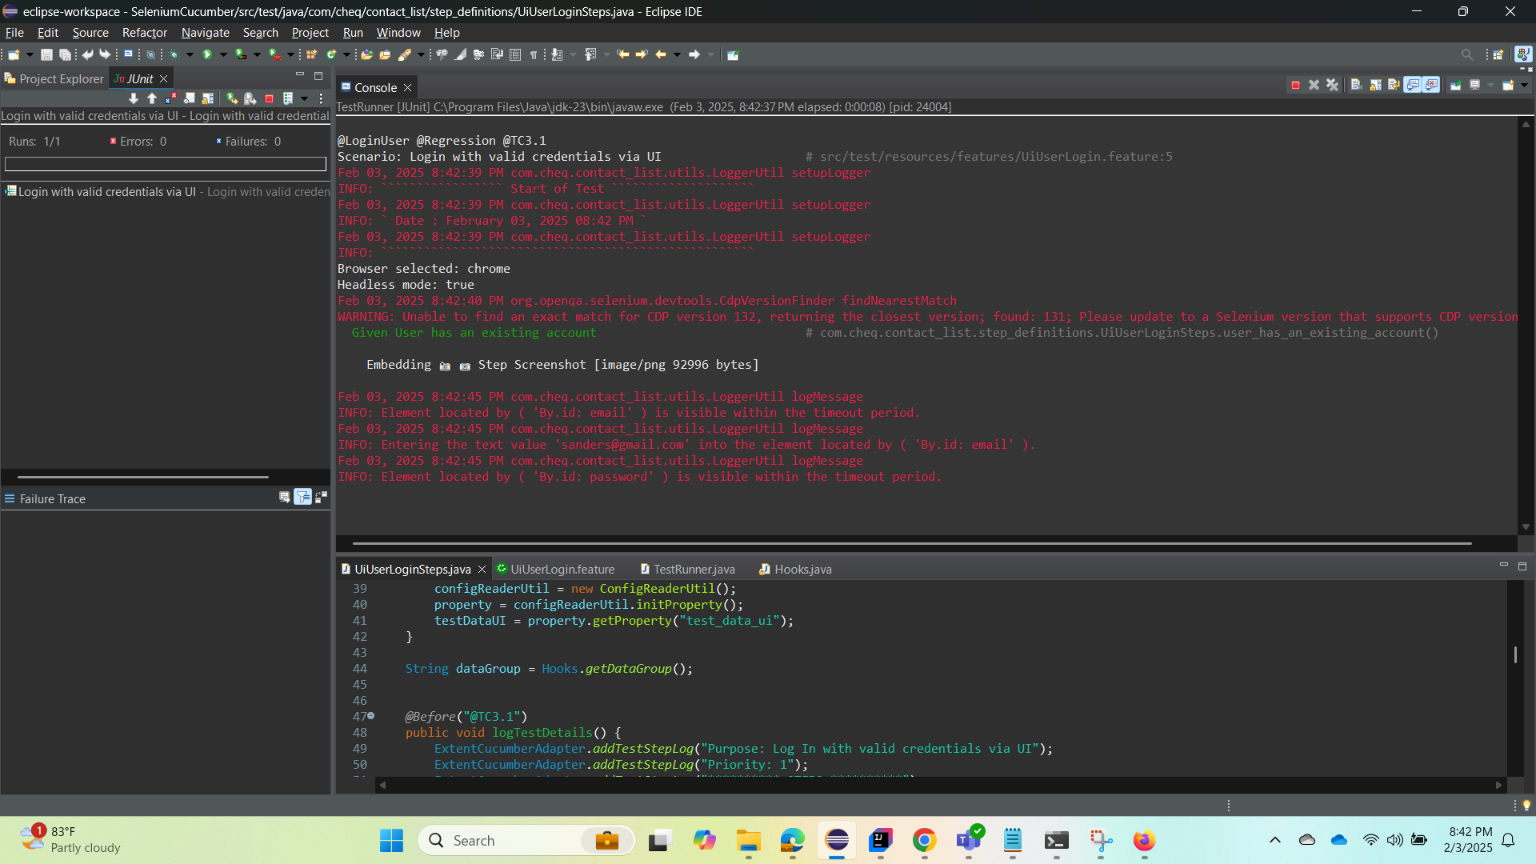 eclipse-workspace - SeleniumCucumber/src/test/java/com/cheq/contact_list/step_definitions/UiUserLoginSteps.java - Eclipse IDE
File Edit Source Refactor Navigate Search Project Run Window Help
Project Explorer JUnit
Login with valid credentials via UI - Login with valid credential
Runs: 1/1 Errors: 0 Failures: 0
Login with valid credentials via UI - Login with valid creden
Failure Trace
Console
TestRunner [JUnit] C:\Program Files\Java\jdk-23\bin\javaw.exe (Feb 3, 2025, 8:42:37 PM elapsed: 0:00:08) [pid: 24004]
@LoginUser @Regression @TC3.1
Scenario: Login with valid credentials via UI # src/test/resources/features/UiUserLogin.feature:5
Feb 03, 2025 8:42:39 PM com.cheq.contact_list.utils.LoggerUtil setupLogger
INFO: ````````````````` Start of Test ````````````````````
Feb 03, 2025 8:42:39 PM com.cheq.contact_list.utils.LoggerUtil setupLogger
INFO: ` Date : February 03, 2025 08:42 PM `
Feb 03, 2025 8:42:39 PM com.cheq.contact_list.utils.LoggerUtil setupLogger
INFO: ````````````````````````````````````````````````````
Browser selected: chrome
Headless mode: true
Feb 03, 2025 8:42:40 PM org.openqa.selenium.devtools.CdpVersionFinder findNearestMatch
WARNING: Unable to find an exact match for CDP version 132, returning the closest version; found: 131; Please update to a Selenium version that supports CDP version
Given User has an existing account # com.cheq.contact_list.step_definitions.UiUserLoginSteps.user_has_an_existing_account()
Embedding 📷 📷 Step Screenshot [image/png 92996 bytes]
Feb 03, 2025 8:42:45 PM com.cheq.contact_list.utils.LoggerUtil logMessage
INFO: Element located by ( 'By.id: email' ) is visible within the timeout period.
Feb 03, 2025 8:42:45 PM com.cheq.contact_list.utils.LoggerUtil logMessage
INFO: Entering the text value 'sanders@gmail.com' into the element located by ( 'By.id: email' ).
Feb 03, 2025 8:42:45 PM com.cheq.contact_list.utils.LoggerUtil logMessage
INFO: Element located by ( 'By.id: password' ) is visible within the timeout period.
UiUserLoginSteps.java UiUserLogin.feature TestRunner.java Hooks.java
39 configReaderUtil = new ConfigReaderUtil();
40 property = configReaderUtil.initProperty();
41 testDataUI = property.getProperty("test_data_ui");
42 }
43
44 String dataGroup = Hooks.getDataGroup();
45
46
47 @Before("@TC3.1")
48 public void logTestDetails() {
49 ExtentCucumberAdapter.addTestStepLog("Purpose: Log In with valid credentials via UI");
50 ExtentCucumberAdapter.addTestStepLog("Priority: 1");
1
83°F
Partly cloudy
Search
8:42 PM
2/3/2025